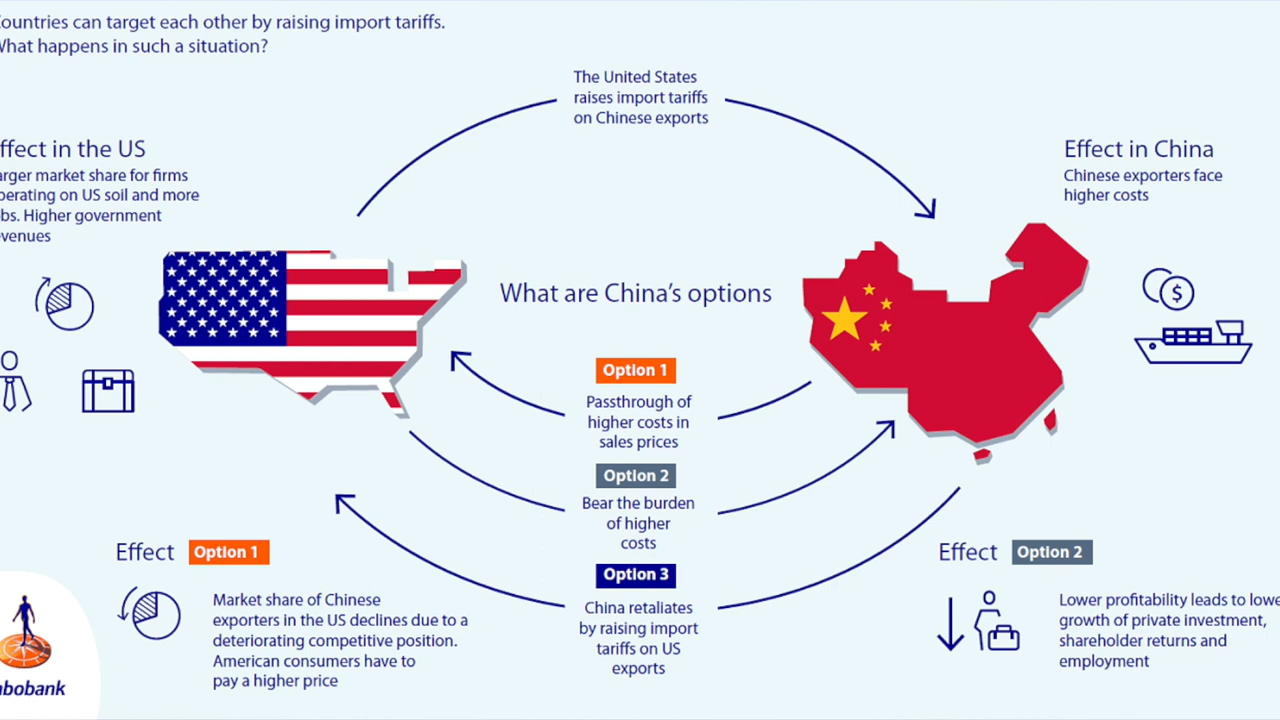 Countries can target each other by raising import tariffs.
What happens in such a situation?
The United States
raises import tariffs
on Chinese exports
ffect in the US
arger market share for firms
perating on US soil and more
obs. Higher government
evenues
Effect in China
Chinese exporters face
higher costs
$
What are China's options
Option 1
Passthrough of
higher costs in
sales prices
Option 2
Bear the burden
of higher
costs
Option 3
China retaliates
by raising import
tariffs on US
exports
Effect Option 1
Market share of Chinese
exporters in the US declines due to a
deteriorating competitive position.
American consumers have to
pay a higher price
Effect Option 2
Lower profitability leads to lowe
growth of private investment,
shareholder returns and
employment
abobank